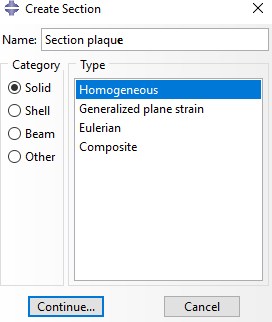 Create Section
Name: Section plaque
Category
Type
Solid
Shell
Beam
Other
Homogeneous
Generalized plane strain
Eulerian
Composite
Continue...
Cancel